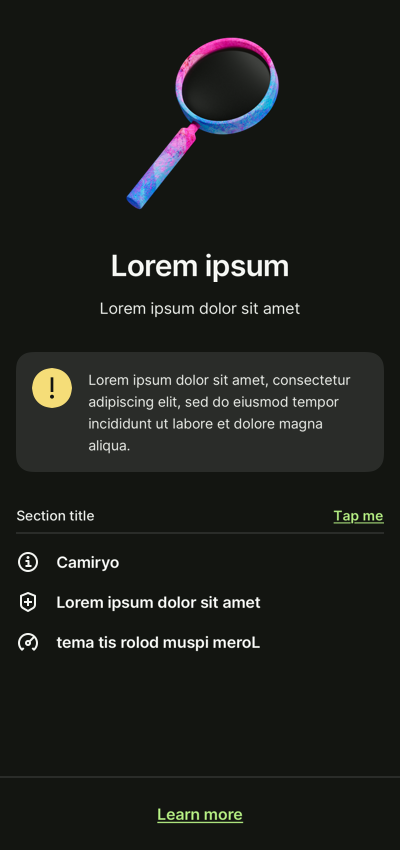 Lorem ipsum
Lorem ipsum dolor sit amet
Lorem ipsum dolor sit amet, consectetur
adipiscing elit, sed do eiusmod tempor
incididunt ut labore et dolore magna
aliqua.
Section title
Tap me
Camiryo
Lorem ipsum dolor sit amet
tema tis rolod muspi meroL
Learn more